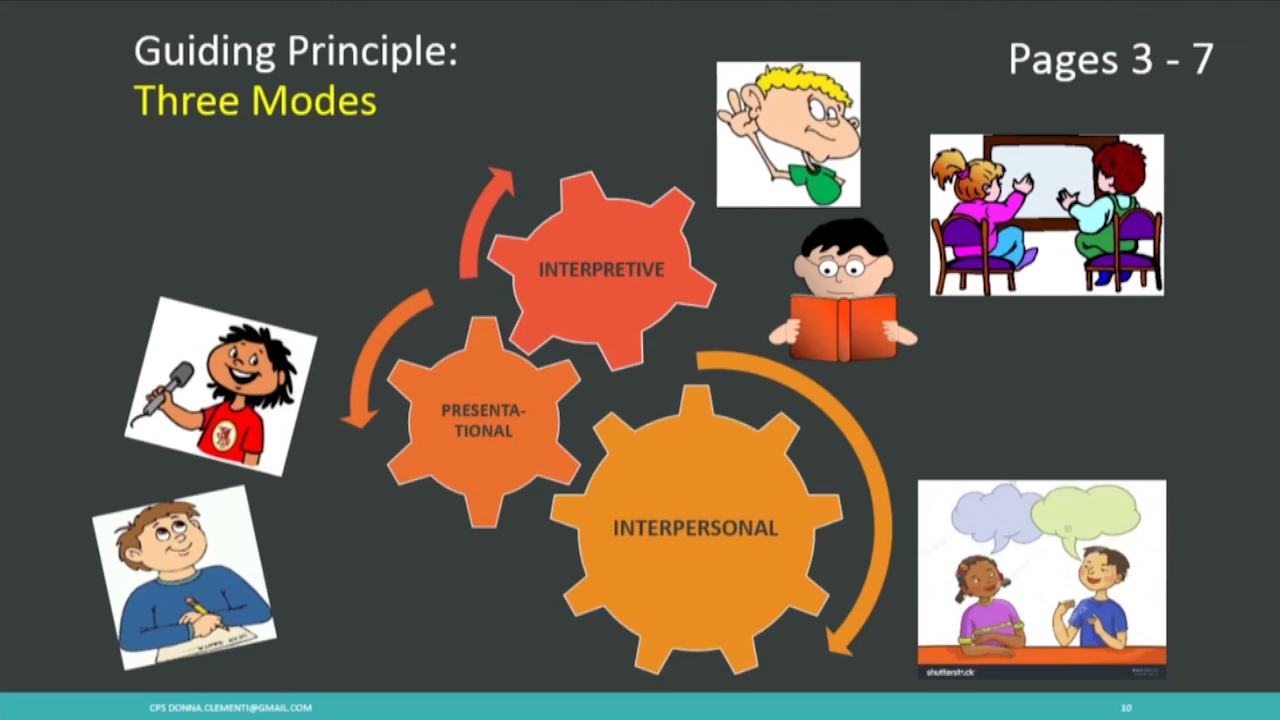 Guiding Principle:
Three Modes
Pages 3 - 7
INTERPRETIVE
PRESENTA-
TIONAL
INTERPERSONAL
shutterstock
CPS DONNA.CLEMENTI@GMAIL.COM
10